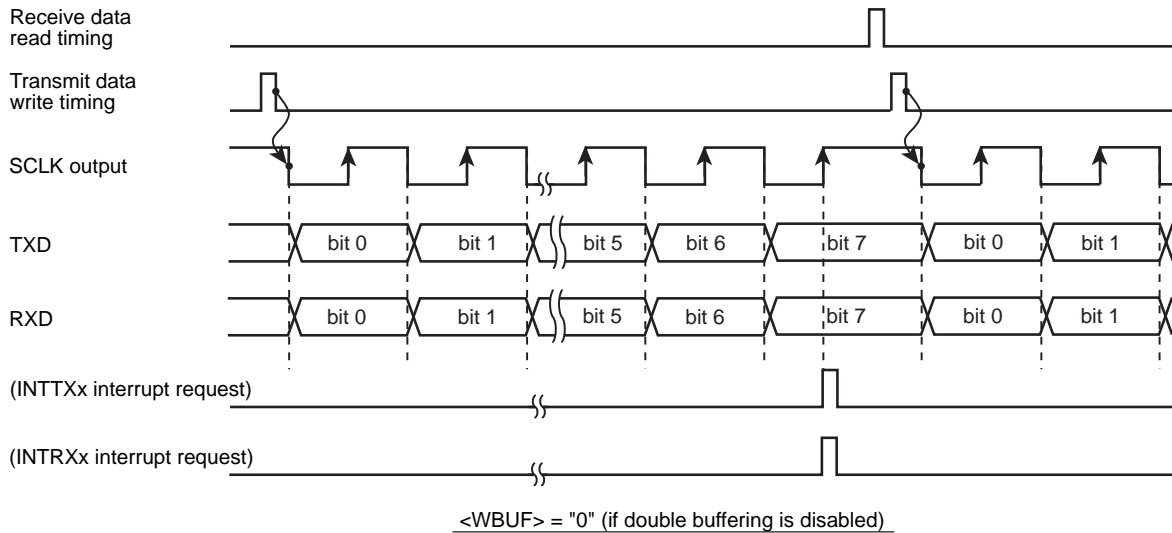 Receive data
read timing
Transmit data
write timing
SCLK output
TXD
bit 0 bit 1 bit 5 bit 6 bit 7 bit 0 bit 1
RXD
bit 0 bit 1 bit 5 bit 6 bit 7 bit 0 bit 1
(INTTXx interrupt request)
(INTRXx interrupt request)
<WBUF> = "0" (if double buffering is disabled)